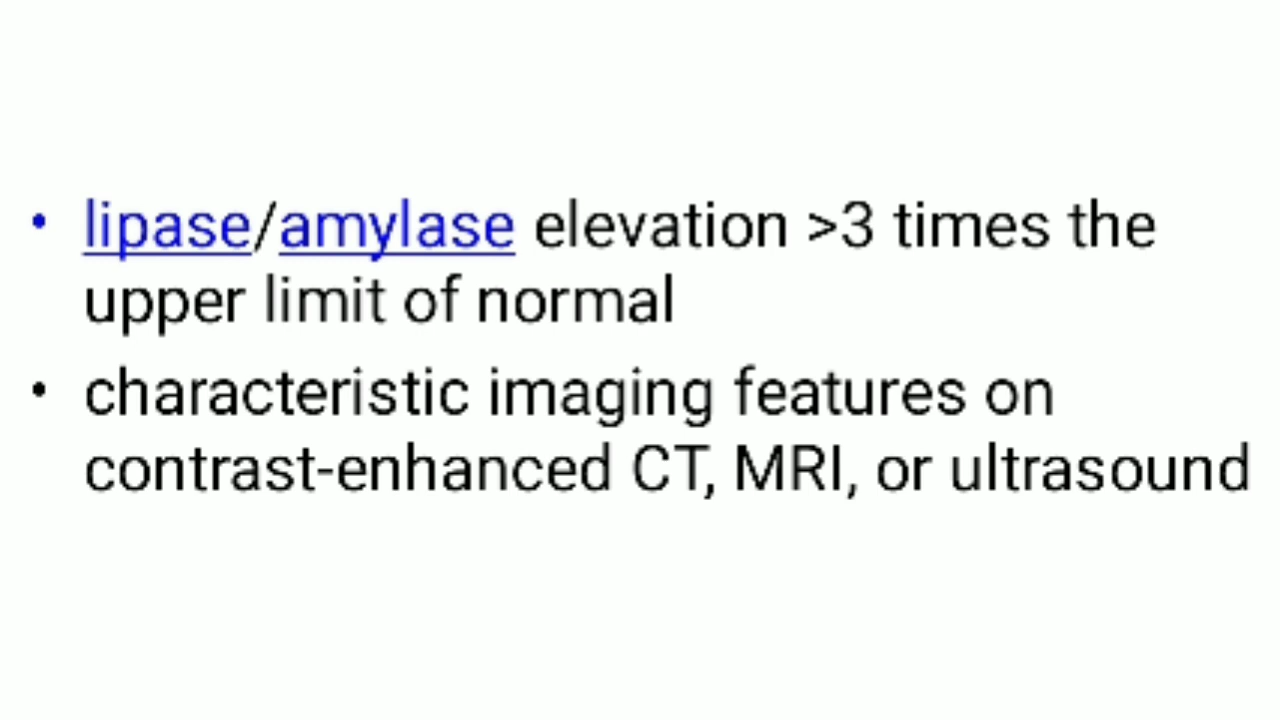 • lipase/amylase elevation >3 times the
upper limit of normal
• characteristic imaging features on
contrast-enhanced CT, MRI, or ultrasound